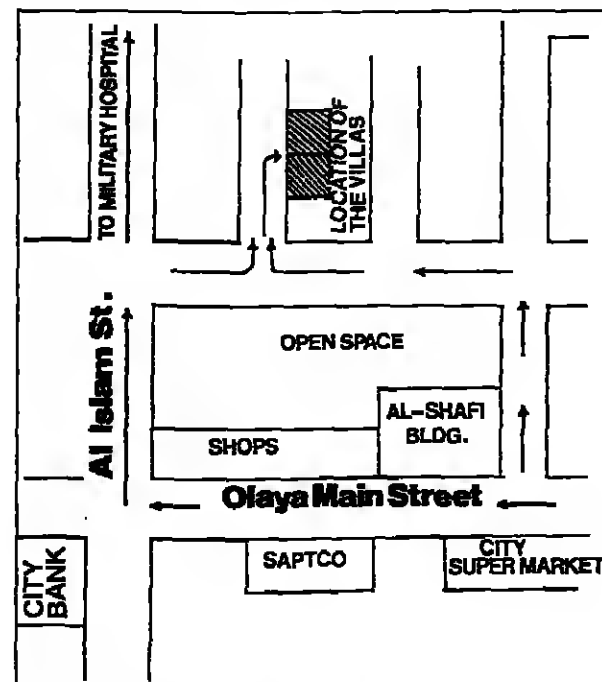 TO MILITARY HOSPITAL
LOCATION OF
THE VILLAS
Al Islam St.
OPEN SPACE
AL-SHAFI
BLDG.
SHOPS
Olaya Main Street
CITY
BANK
SAPTCO
CITY
SUPER MARKET